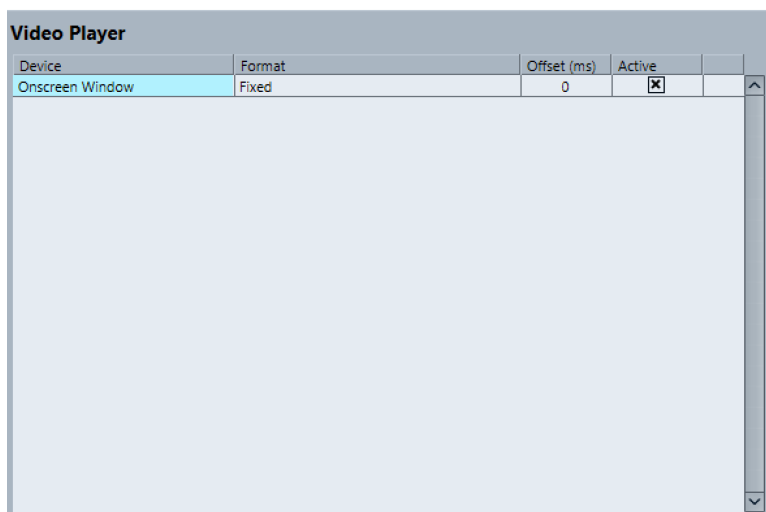 Video Player
Device Format Offset (ms) Active
Onscreen Window Fixed 0